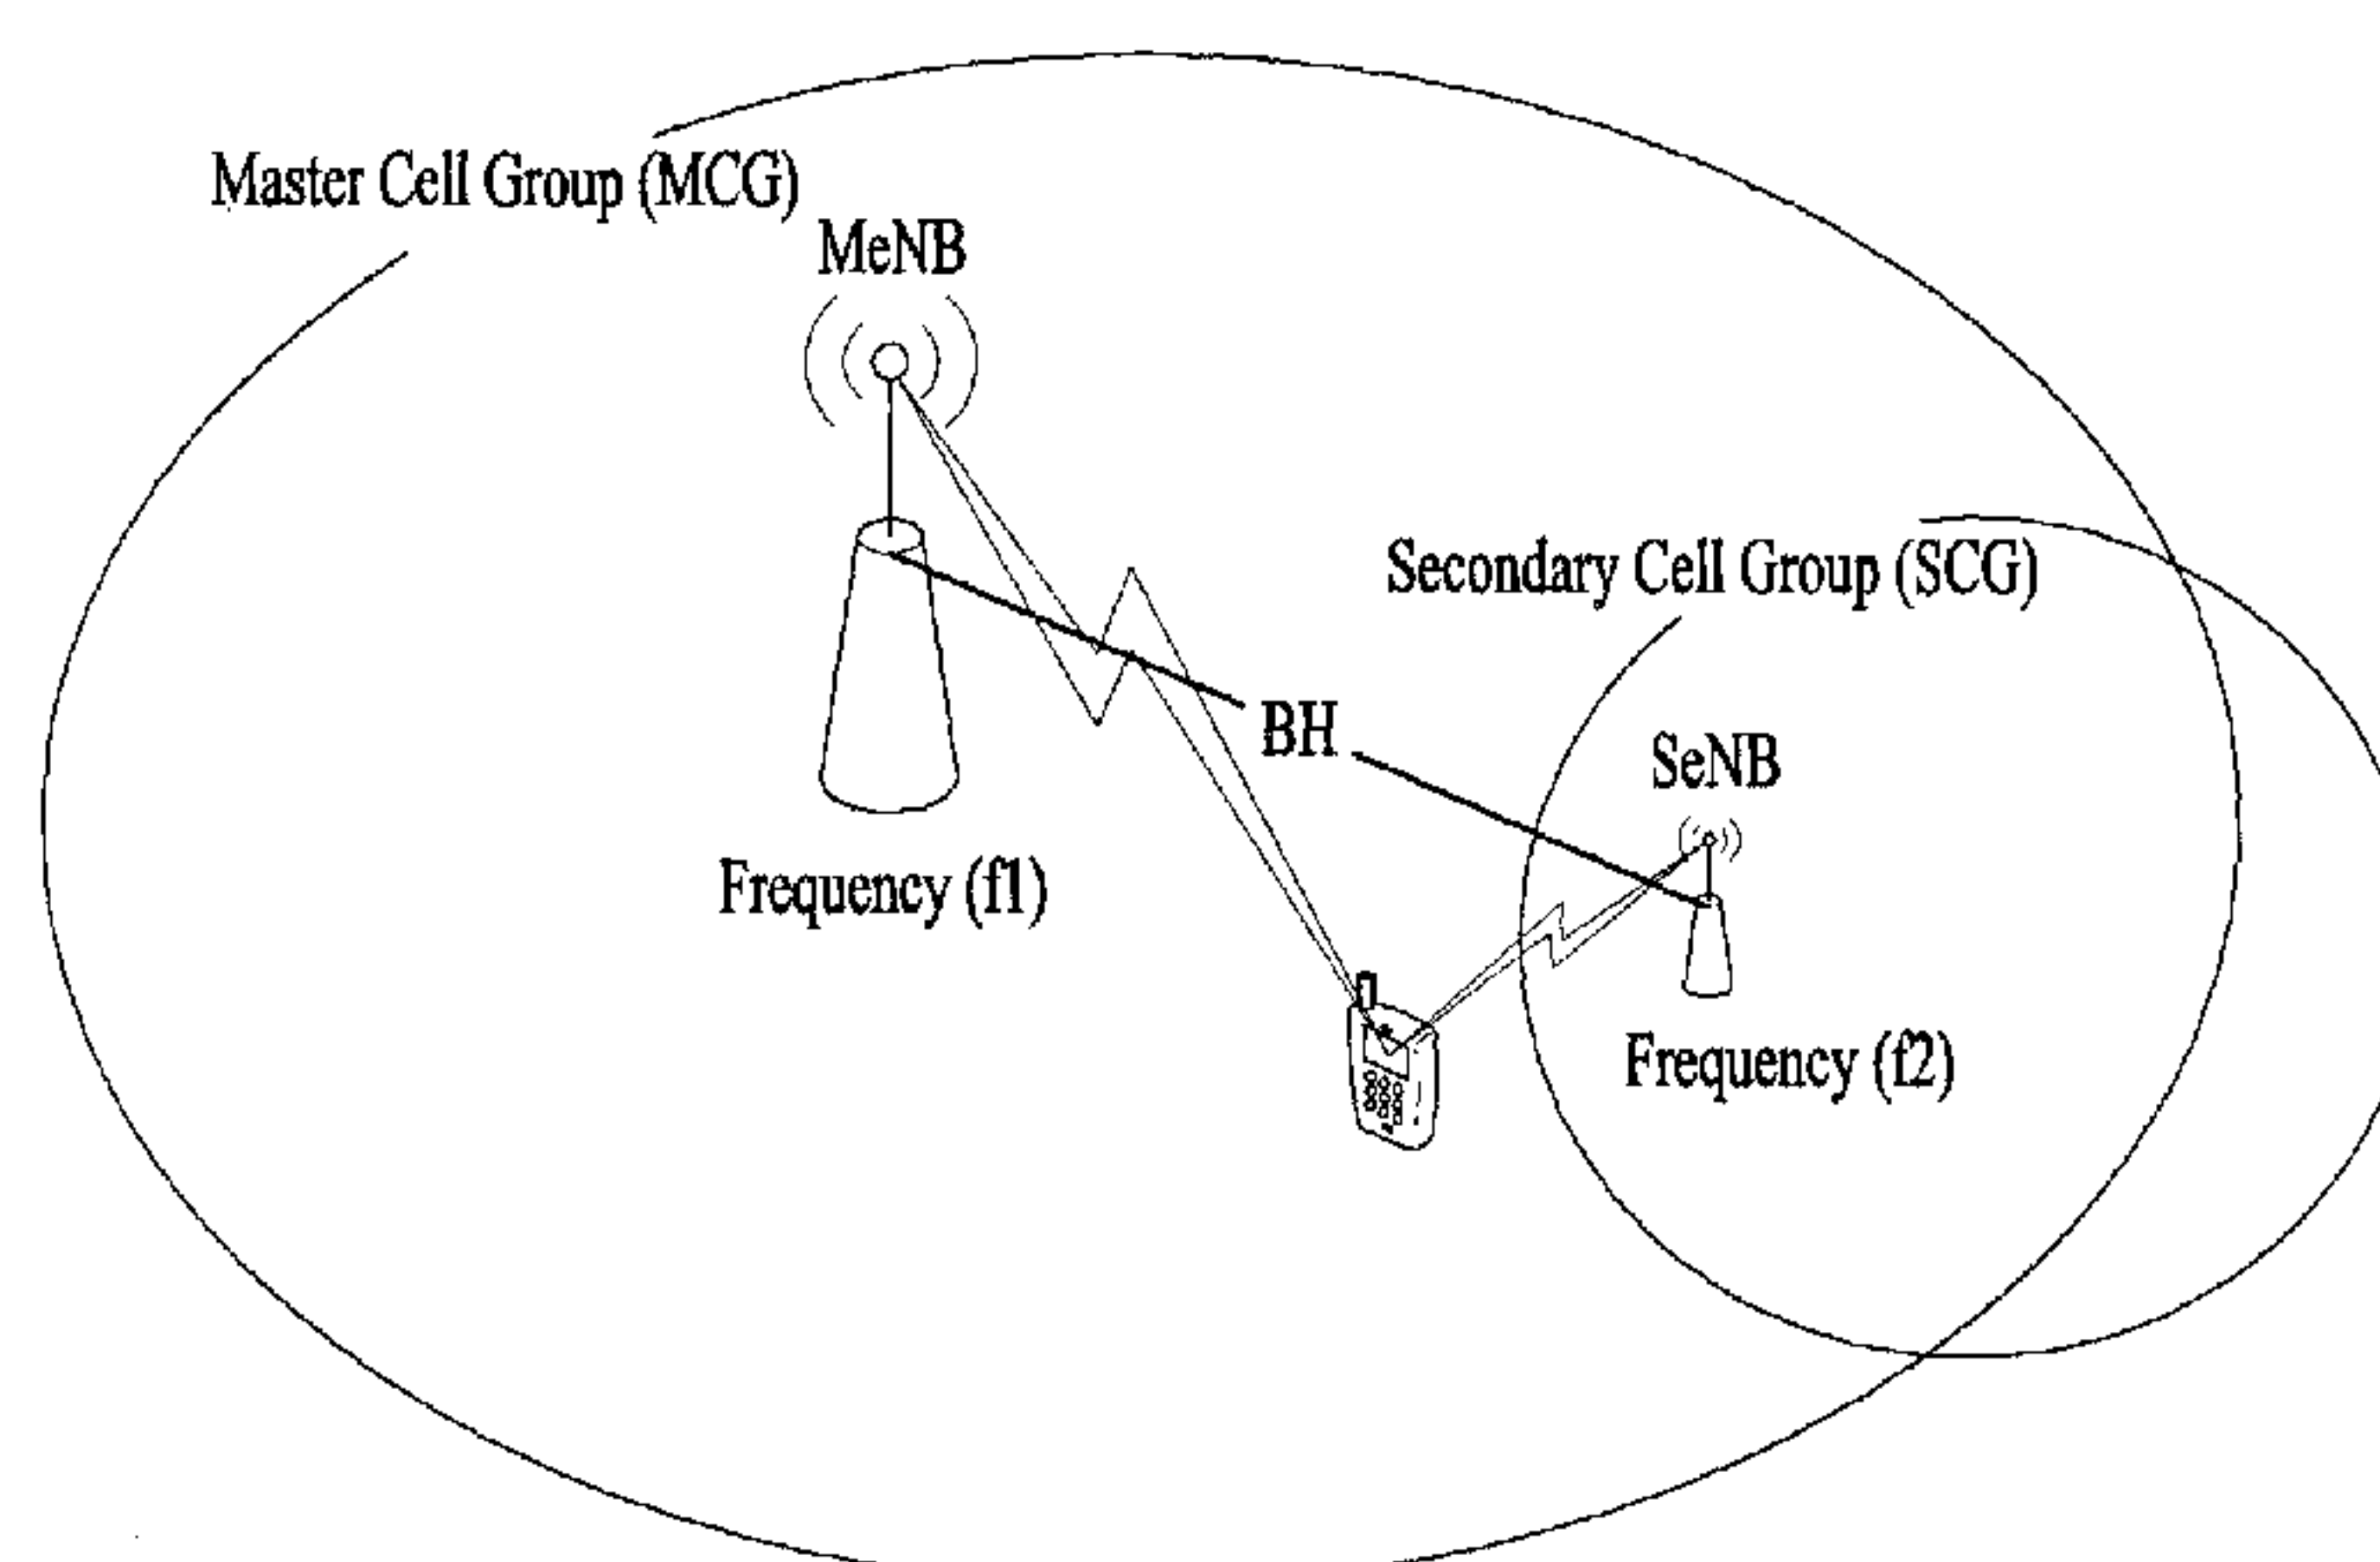 Master Cell Group (MCG)
MeNB
Secondary Cell Group (SCG)
BH
SeNB
Frequency (f1)
Frequency (f2)